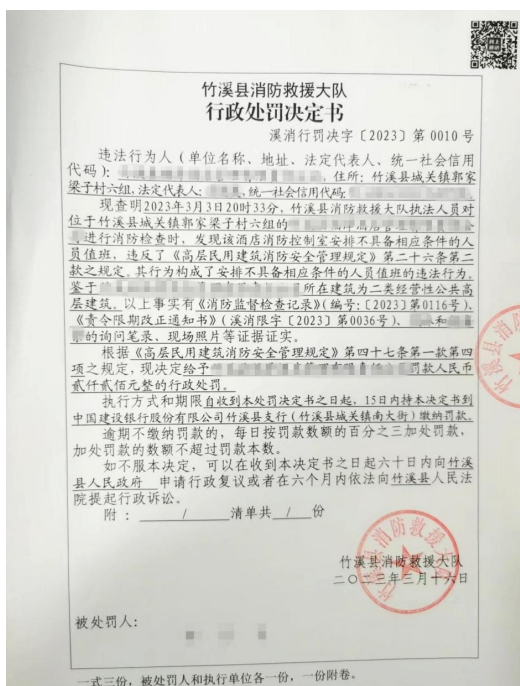 竹溪县消防救援大队
行政处罚决定书
溪消行罚决字〔2023〕第 0010 号
违法行为人（单位名称、地址、法定代表人、统一社会信用
代码）：，住所：竹溪县城关镇郭家
梁子村六组,法定代表人：,统一社会信用代码:
现查明2023年3月3日20时33分，竹溪县消防救援大队执法人员对
位于竹溪县城关镇郭家梁子村六组的
进行消防检查时，发现该酒店消防控制室安排不具备相应条件的人
员值班，违反了《高层民用建筑消防安全管理规定》第二十六条第二
款之规定。其行为构成了安排不具备相应条件的人员值班的违法行为。
鉴于所在建筑为二类经营性公共高
层建筑。以上事实有《消防监督检查记录》（编号：〔2023〕第0116号）、
《责令限期改正通知书》（溪消限字〔2023〕第0036号）、和
的询问笔录、现场照片等证据证实。
根据《高层民用建筑消防安全管理规定》第四十七条第一款第四
项之规定，现决定给予罚款人民币
贰仟贰佰元整的行政处罚。
执行方式和期限自收到本处罚决定书之日起，15日内持本决定书到
中国建设银行股份有限公司竹溪县支行（竹溪县城关镇南大街）缴纳罚款。
逾期不缴纳罚款的，每日按罚款数额的百分之三加处罚款，
加处罚款的数额不超过罚款本数。
如不服本决定，可以在收到本决定书之日起六十日内向竹溪
县人民政府 申请行政复议或者在六个月内依法向竹溪县人民法
院提起行政诉讼。
附：/清单共/份
竹溪县消防救援大队
二〇二三年三月十六日
被处罚人：
一式三份，被处罚人和执行单位各一份，一份附卷。